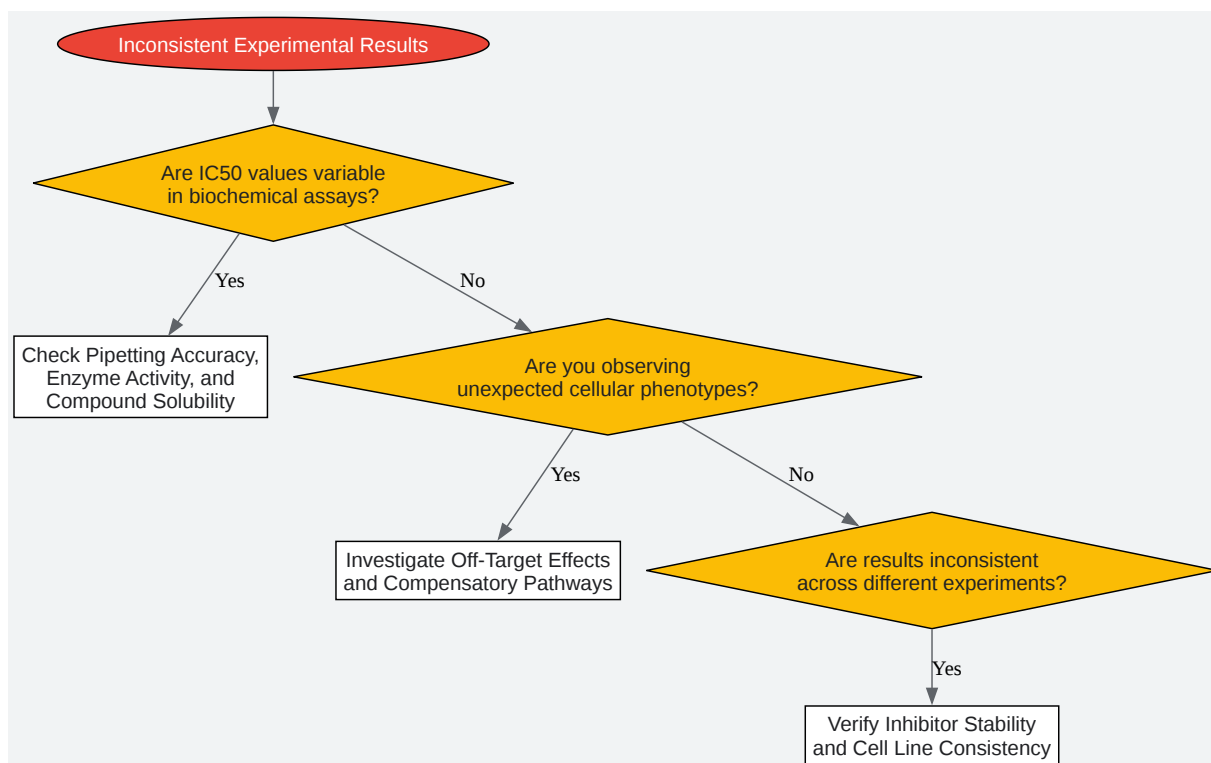 Inconsistent Experimental Results
Are IC50 values variable
in biochemical assays?
Yes
No
Check Pipetting Accuracy,
Enzyme Activity, and
Compound Solubility
Are you observing
unexpected cellular phenotypes?
Yes
No
Investigate Off-Target Effects
and Compensatory Pathways
Are results inconsistent
across different experiments?
Yes
Verify Inhibitor Stability
and Cell Line Consistency